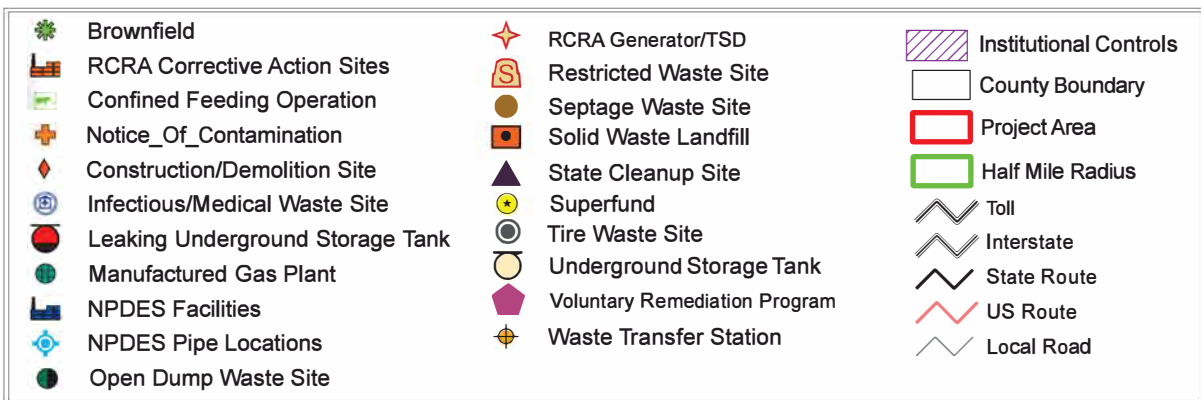 Brownfield
RCRA Corrective Action Sites
Confined Feeding Operation
Notice_Of_Contamination
Construction/Demolition Site
Infectious/Medical Waste Site
Leaking Underground Storage Tank
Manufactured Gas Plant
NPDES Facilities
NPDES Pipe Locations
Open Dump Waste Site
RCRA Generator/TSD
S Restricted Waste Site
Septage Waste Site
Solid Waste Landfill
State Cleanup Site
Superfund
Tire Waste Site
Underground Storage Tank
Voluntary Remediation Program
Waste Transfer Station
Institutional Controls
County Boundary
Project Area
Half Mile Radius
Toll
Interstate
State Route
US Route
Local Road